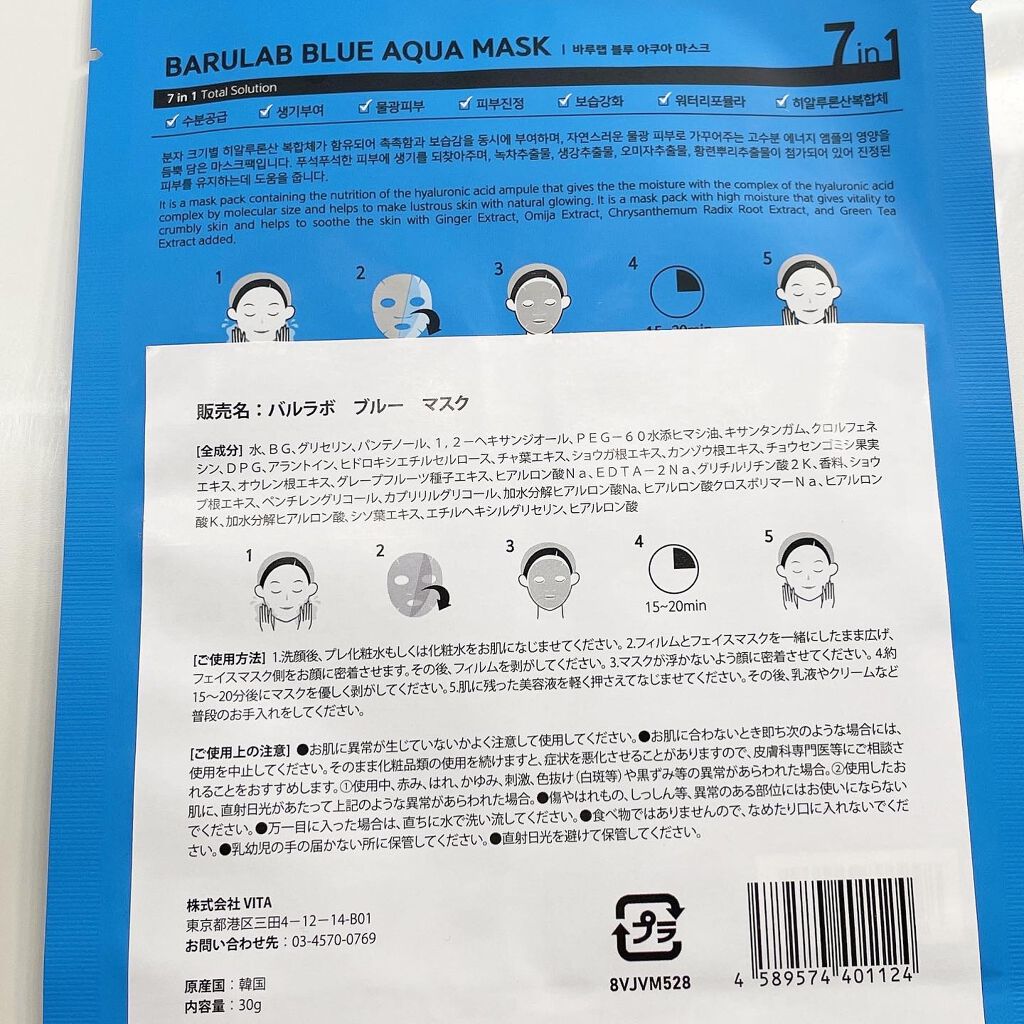 BARULAB BLUE AQUA MASK | 바루랩 블루 아쿠아 마스크
7in1
7 in 1 Total Solution
수분공급 생기부여 물광피부 피부진정 보습강화 워터리포뮬라 히알루론산복합체
분자 크기별 히알루론산 복합체가 함유되어 촉촉함과 보습감을 동시에 부여하며, 자연스러운 물광 피부로 가꾸어주는 고수분 에너지 앰플의 영양을
듬뿍 담은 마스크팩입니다. 푸석푸석한 피부에 생기를 되찾아주며, 녹차추출물, 생강추출물, 오미자추출물, 황련뿌리추출물이 첨가되어 있어 진정된
피부를 유지하는데 도움을 줍니다.
It is a mask pack containing the nutrition of the hyaluronic acid ampule that gives the the moisture with the complex of the hyaluronic acid
complex by molecular size and helps to make lustrous skin with natural glowing. It is a mask pack with high moisture that gives vitality to
crumbly skin and helps to soothe the skin with Ginger Extract, Omija Extract, Chrysanthemum Radix Root Extract, and Green Tea
Extract added.
1 2 3 4 5
15~20min
販売名：バルラボ ブルー マスク
[全成分] 水、BG、グリセリン、パンテノール、1，2－ヘキサンジオール、PEG－60水添ヒマシ油、キサンタンガム、クロルフェネ
シン、DPG、アラントイン、ヒドロキシエチルセルロース、チャ葉エキス、ショウガ根エキス、カンゾウ根エキス、チョウセンゴミシ果実
エキス、オウレン根エキス、グレープフルーツ種子エキス、ヒアルロン酸Na、EDTA－2Na、グリチルリチン酸2K、香料、ショウ
ブ根エキス、ペンチレングリコール、カプリリルグリコール、加水分解ヒアルロン酸Na、ヒアルロン酸クロスポリマーNa、ヒアルロン
酸K、加水分解ヒアルロン酸、シソ葉エキス、エチルヘキシルグリセリン、ヒアルロン酸
1 2 3 4 5
15~20min
[ご使用方法] 1.洗顔後、プレ化粧水もしくは化粧水をお肌になじませてください。2.フィルムとフェイスマスクを一緒にしたまま広げ、
フェイスマスク側をお顔に密着させます。その後、フィルムを剥がしてください。3.マスクが浮かないよう顔に密着させてください。4.約
15～20分後にマスクを優しく剥がしてください。5.肌に残った美容液を軽く押さえてなじませてください。その後、乳液やクリームなど
普段のお手入れをしてください。
[ご使用上の注意] ●お肌に異常が生じていないかよく注意して使用してください。●お肌に合わないとき即ち次のような場合には、
使用を中止してください。そのまま化粧品類の使用を続けますと、症状を悪化させることがありますので、皮膚科専門医等にご相談さ
れることをおすすめします。①使用中、赤み、はれ、かゆみ、刺激、色抜け(白斑等)や黒ずみ等の異常があらわれた場合。②使用したお
肌に、直射日光があたって上記のような異常があらわれた場合。●傷やはれもの、しっしん等、異常のある部位にはお使いにならない
でください。●万一目に入った場合は、直ちに水で洗い流してください。●食べ物ではありませんので、なめたり口に入れないでくだ
さい。●乳幼児の手の届かない所に保管してください。●直射日光を避けて保管してください。
株式会社 VITA
東京都港区三田4－12－14-B01
お問い合わせ先：03-4570-0769
プラ
8VJVM528
4 589574 401124
原産国：韓国
内容量：30g